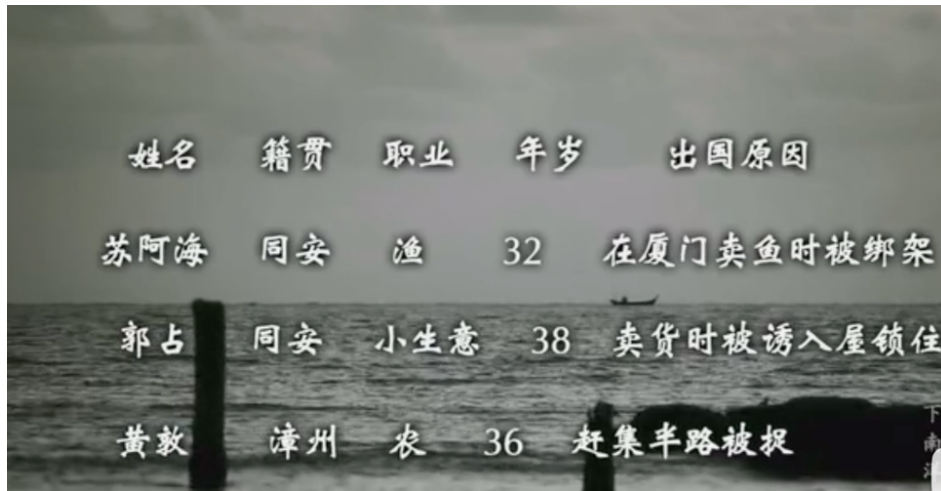 姓名 籍贯 职业 年岁 出国原因
苏阿海 同安 渔 32 在厦门卖鱼时被绑架
郭占 同安 小生意 38 卖货时被诱入屋锁住
黄敦 漳州 农 36 赶集半路被捉
下南